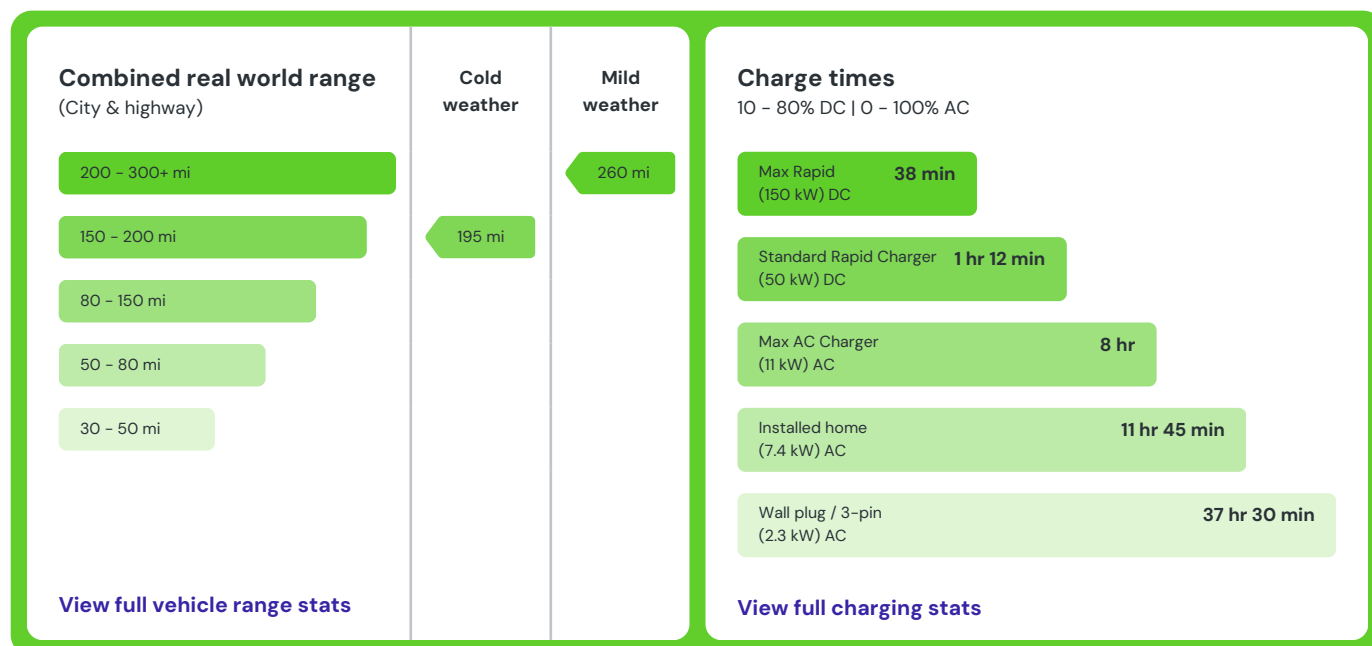 Combined real world range
(City & highway)
Cold
weather
Mild
weather
200 - 300+ mi
260 mi
150 - 200 mi
195 mi
80 - 150 mi
50 - 80 mi
30 - 50 mi
View full vehicle range stats
Charge times
10 - 80% DC | 0 - 100% AC
Max Rapid
(150 kW) DC
38 min
Standard Rapid Charger
(50 kW) DC
1 hr 12 min
Max AC Charger
(11 kW) AC
8 hr
Installed home
(7.4 kW) AC
11 hr 45 min
Wall plug / 3-pin
(2.3 kW) AC
37 hr 30 min
View full charging stats